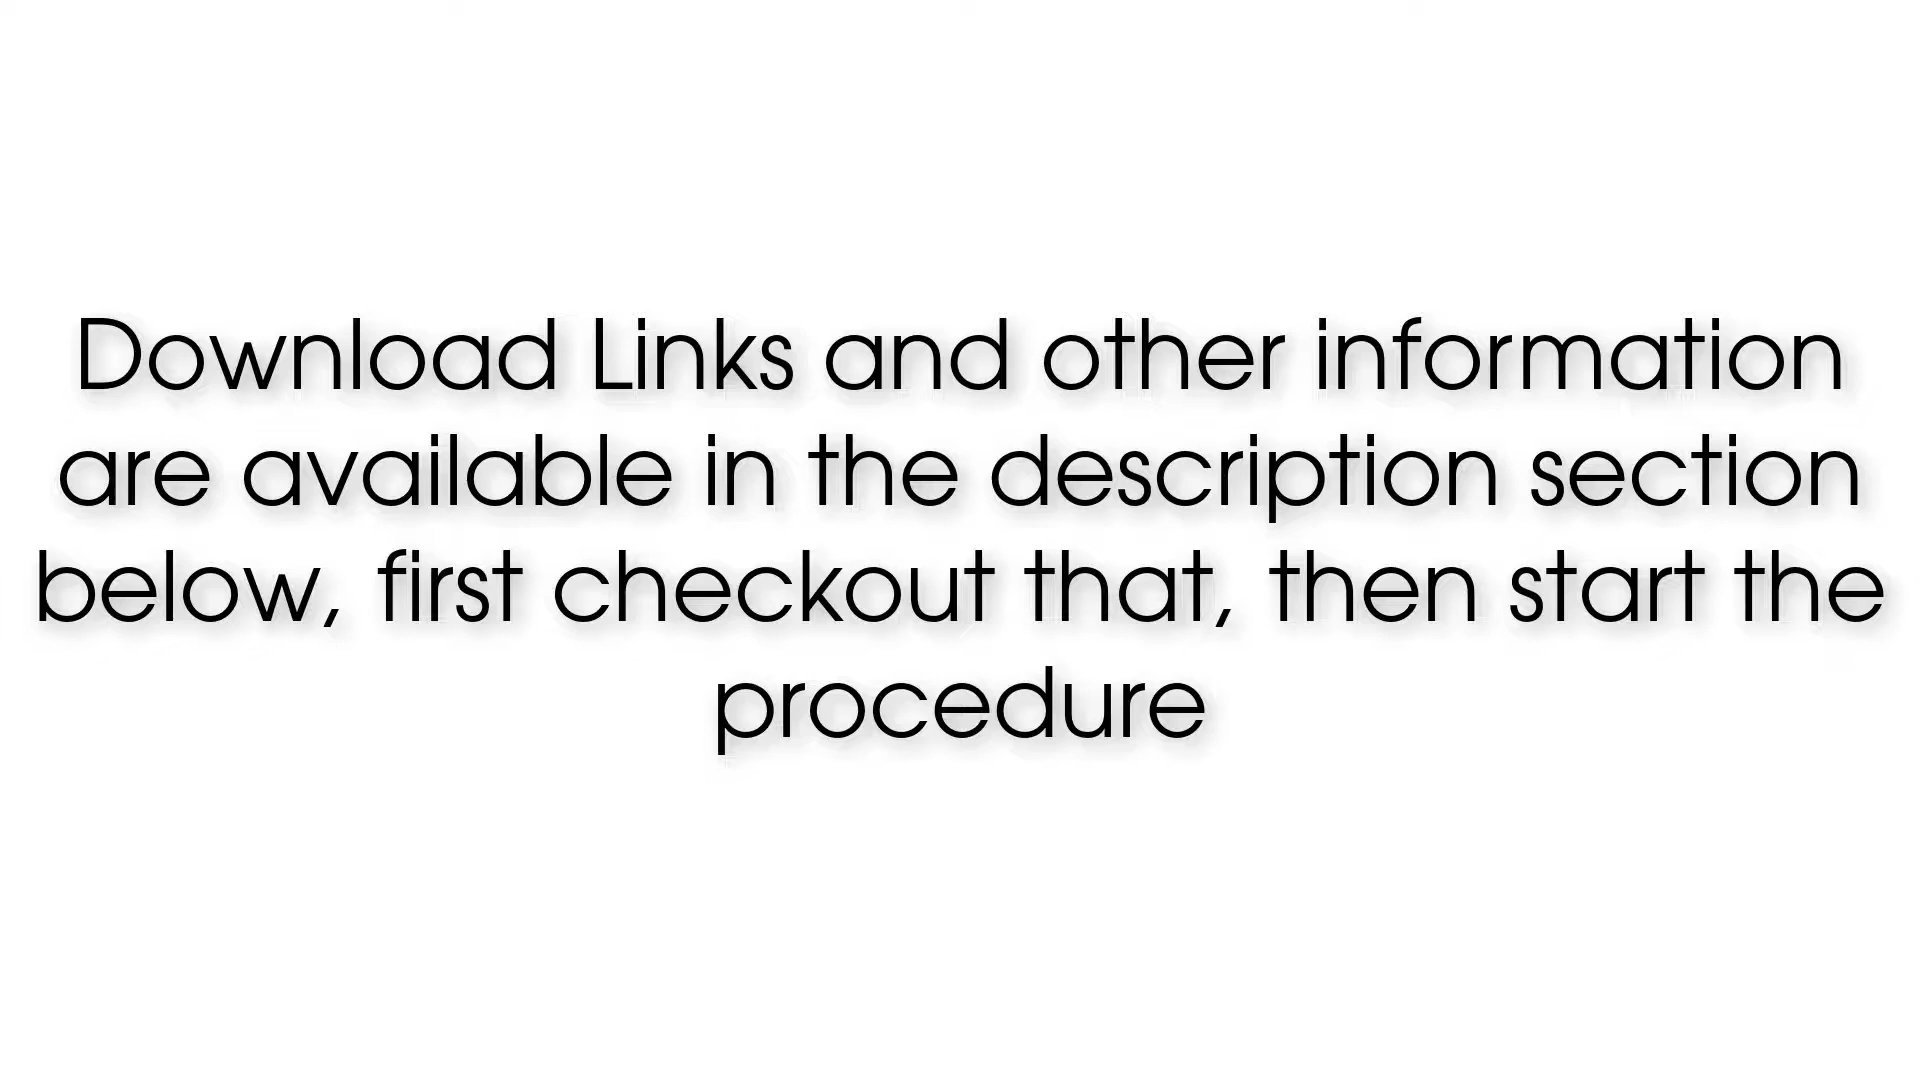 Download Links and other information
are available in the description section
below, first checkout that, then start the
procedure